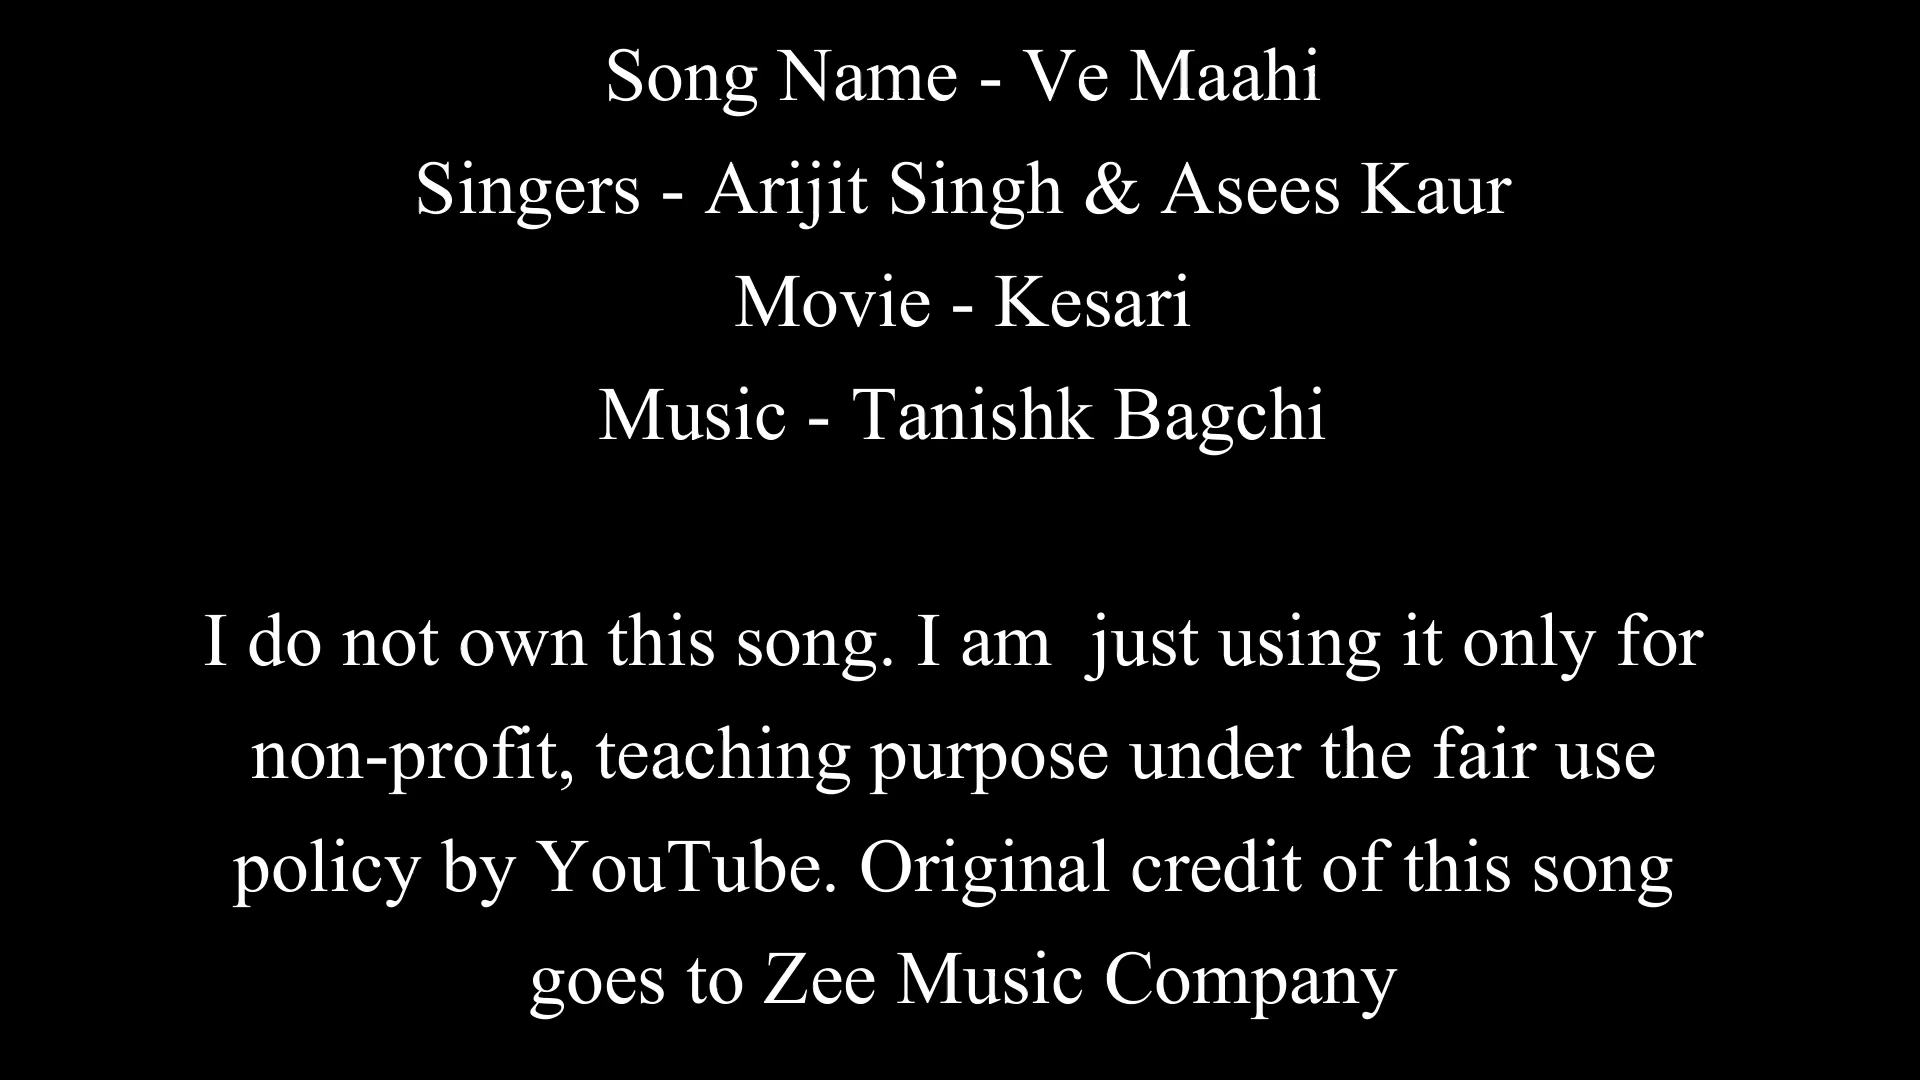 Song Name - Ve Maahi
Singers - Arijit Singh & Asees Kaur
Movie - Kesari
Music - Tanishk Bagchi
I do not own this song. I am  just using it only for
non-profit, teaching purpose under the fair use
policy by YouTube. Original credit of this song
goes to Zee Music Company